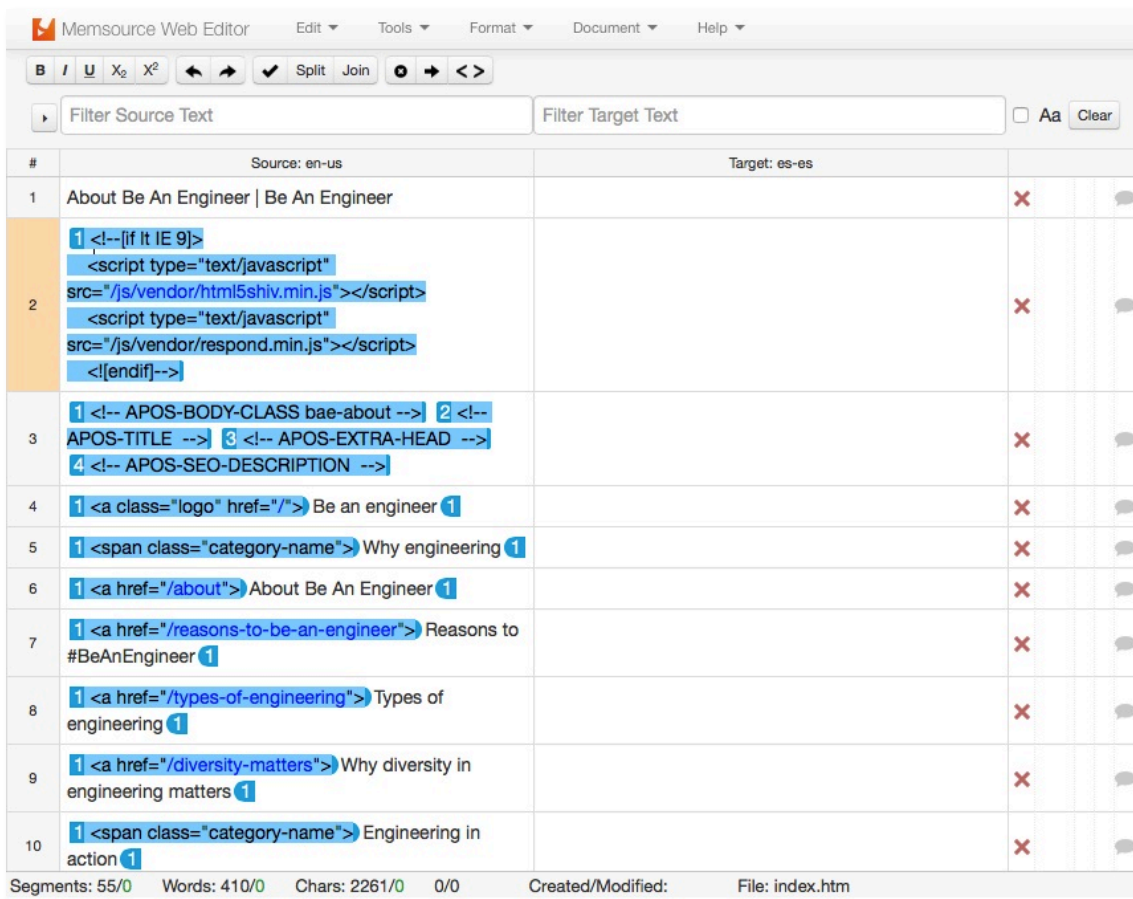 Memsource Web Editor Edit Tools Format Document Help
B I U X₂ X² Split Join < >
Filter Source Text Filter Target Text Aa Clear
# Source: en-us Target: es-es
1 About Be An Engineer | Be An Engineer
1 <!--[if lt IE 9]>
<script type="text/javascript"
src="/js/vendor/html5shiv.min.js"></script>
2 <script type="text/javascript"
src="/js/vendor/respond.min.js"></script>
<![endif]-->
1 <!-- APOS-BODY-CLASS bae-about --> 2 <!--
3 APOS-TITLE --> 3 <!-- APOS-EXTRA-HEAD -->
4 <!-- APOS-SEO-DESCRIPTION -->
4 1 <a class="logo" href="/"> Be an engineer 1
5 1 <span class="category-name"> Why engineering 1
6 1 <a href="/about"> About Be An Engineer 1
7 1 <a href="/reasons-to-be-an-engineer"> Reasons to
#BeAnEngineer 1
8 1 <a href="/types-of-engineering"> Types of
engineering 1
9 1 <a href="/diversity-matters"> Why diversity in
engineering matters 1
10 1 <span class="category-name"> Engineering in
action 1
Segments: 55/0 Words: 410/0 Chars: 2261/0 0/0 Created/Modified: File: index.htm